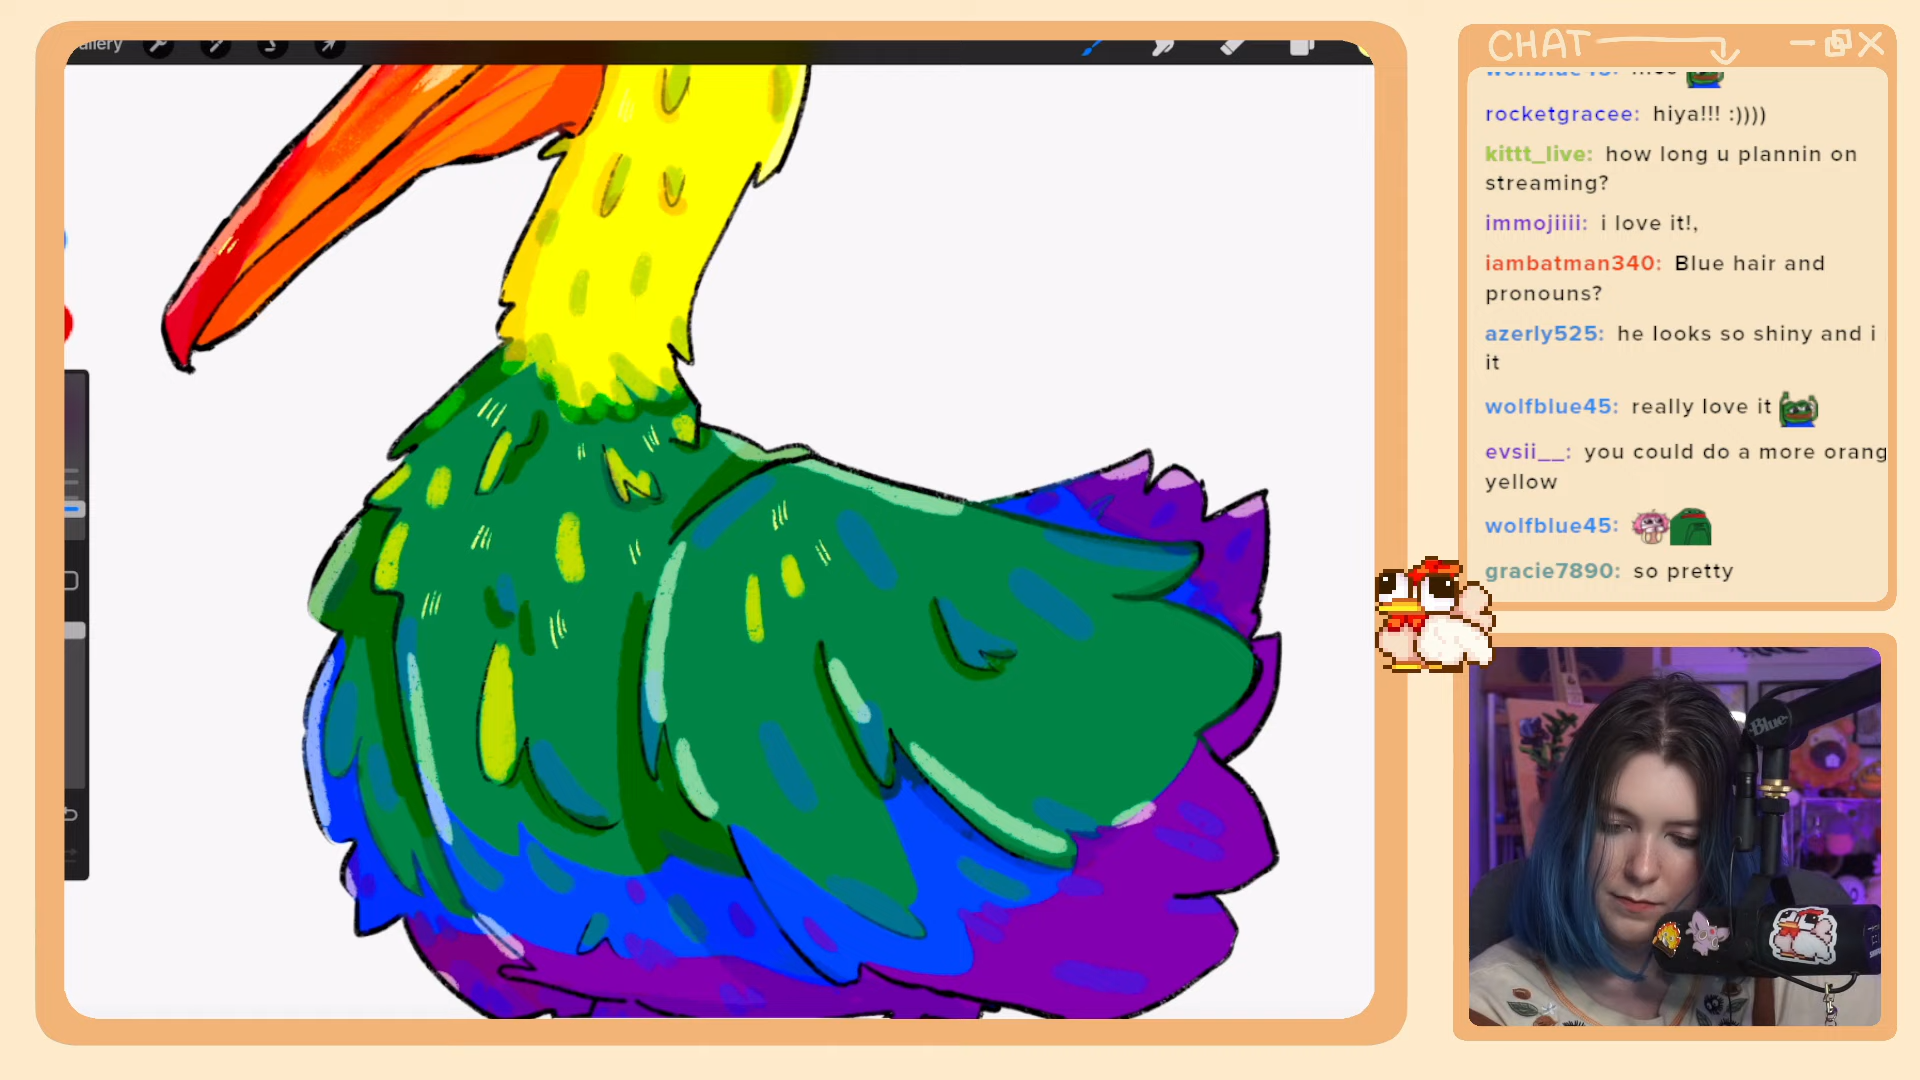 allery
CHAT
rocketgracee: hiya!!! :))))
kittt_live: how long u plannin on
streaming?
immojiiii: i love it!,
iambatman340: Blue hair and
pronouns?
azerly525: he looks so shiny and i
it
wolfblue45: really love it
evsii__: you could do a more orang
yellow
wolfblue45:
gracie7890: so pretty
Blue